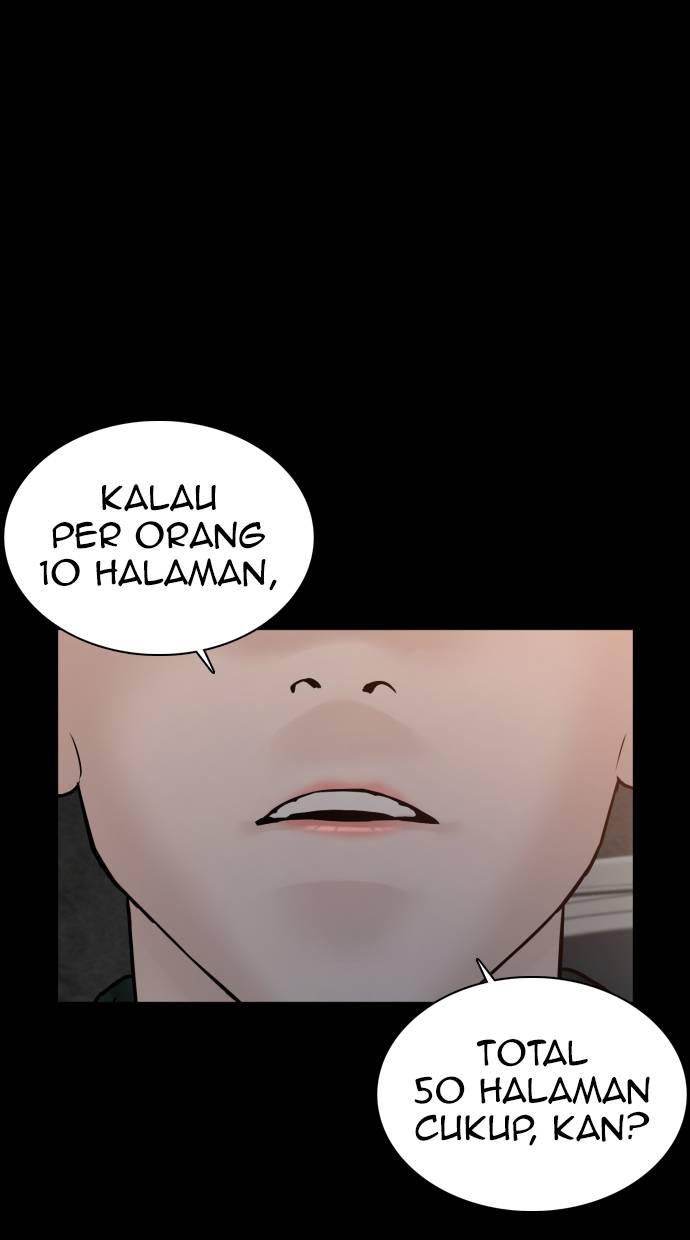 KALAU
PER ORANG
10 HALAMAN,
TOTAL
50 HALAMAN
CUKUP, KAN?